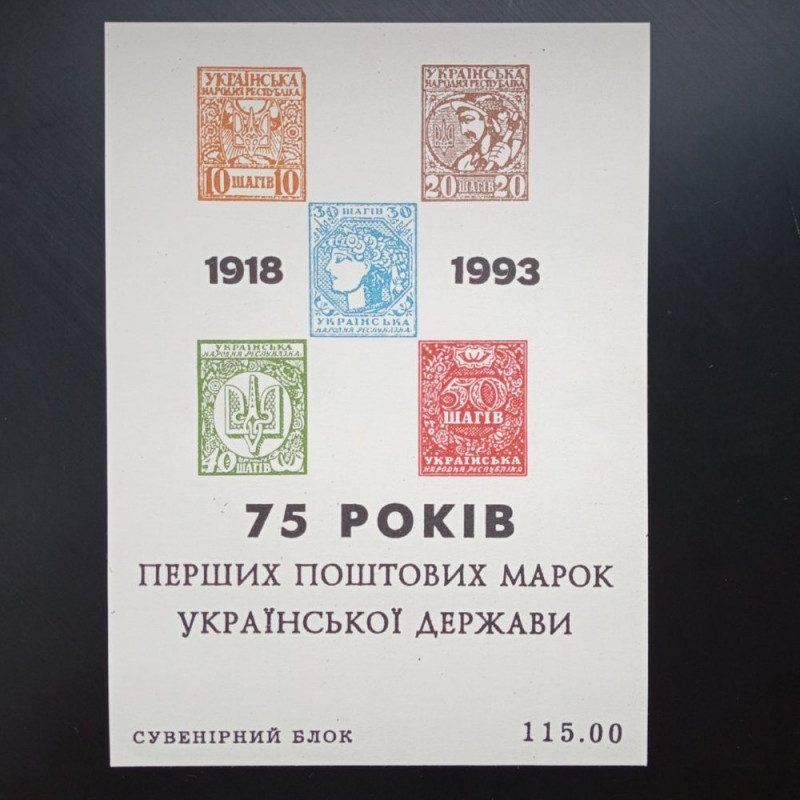 УКРАЇНСЬКА
НАРОДНЯ РЕСПУБЛІКА
10 ШАГІВ 10
УКРАЇНСЬКА
НАРОДНЯ РЕСПУБЛІКА
20 ШАГІВ 20
30 ШАГІВ 30
УКРАЇНСЬКА
НАРОДНЯ РЕСПУБЛІКА
1918
1993
УКРАЇНСЬКА
НАРОДНЯ РЕСПУБЛІКА
40 ШАГІВ
50
ШАГІВ
УКРАЇНСЬКА
НАРОДНЯ РЕСПУБЛІКА
75 РОКІВ
ПЕРШИХ ПОШТОВИХ МАРОК
УКРАЇНСЬКОЇ ДЕРЖАВИ
СУВЕНІРНИЙ БЛОК
115.00